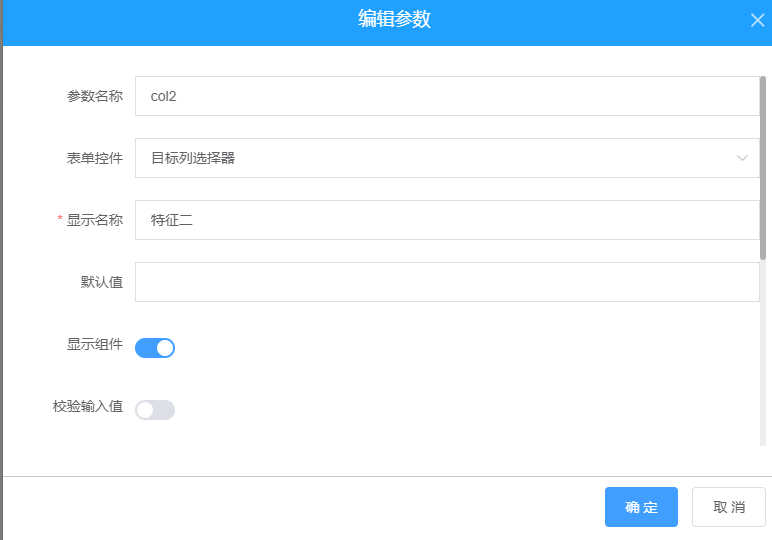 编辑参数
参数名称 col2
表单控件 目标列选择器
* 显示名称 特征二
默认值
显示组件
校验输入值
确 定 取 消